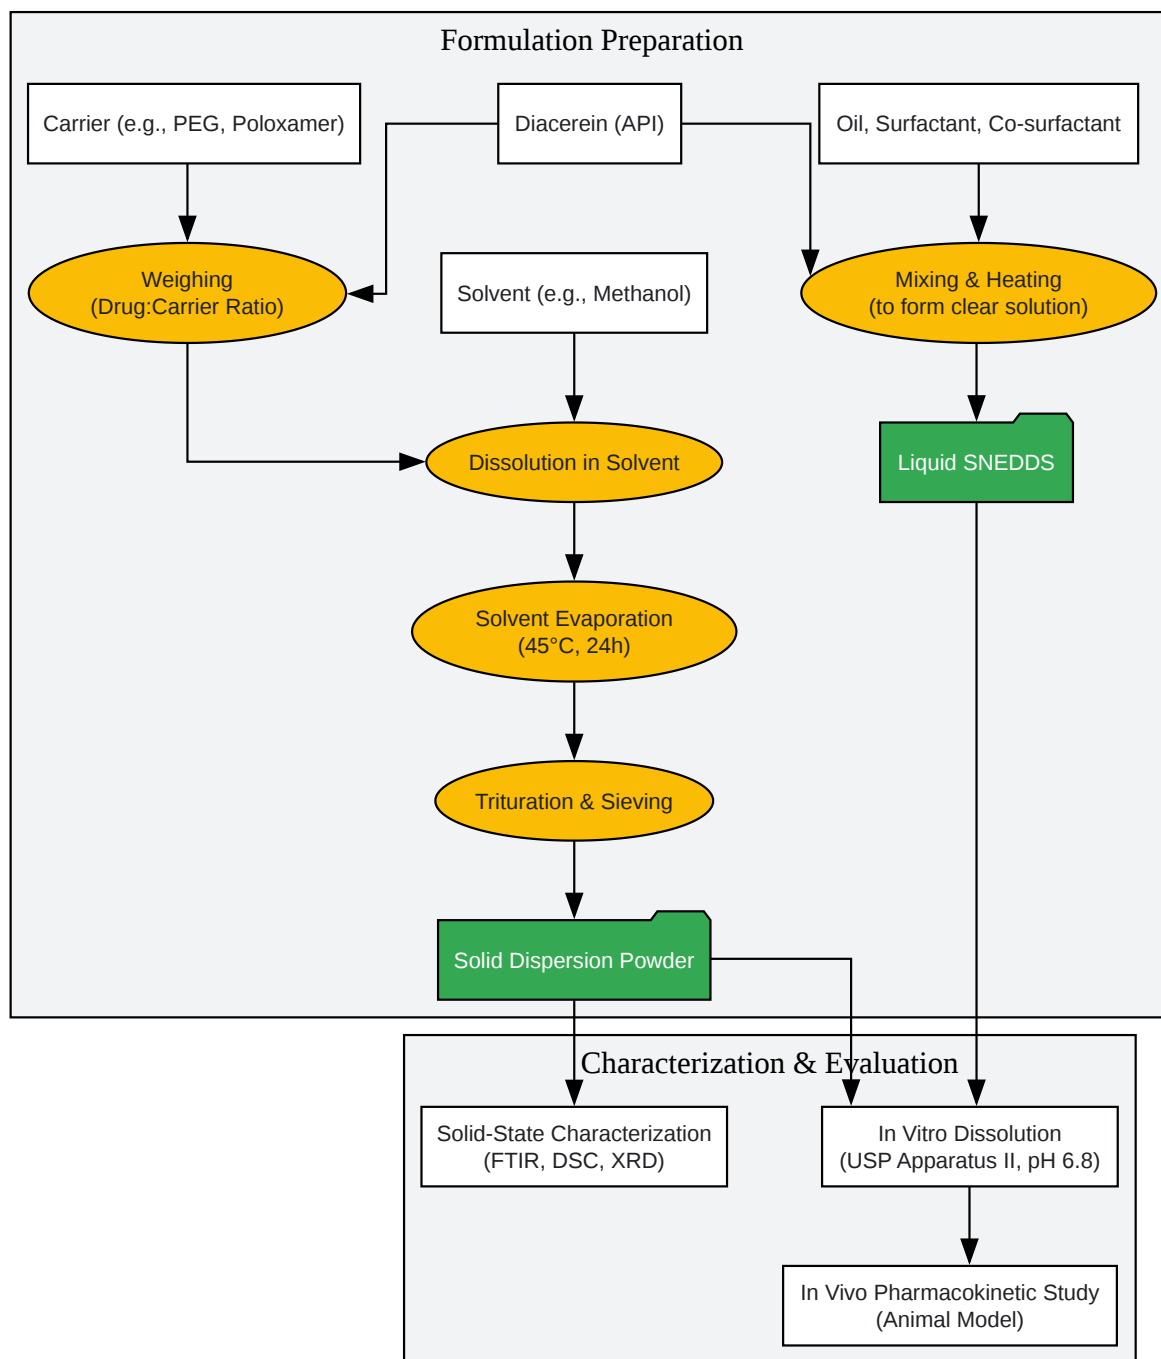 Formulation Preparation
Carrier (e.g., PEG, Poloxamer)
Diacerein (API)
Oil, Surfactant, Co-surfactant
Weighing
(Drug:Carrier Ratio)
Solvent (e.g., Methanol)
Mixing & Heating
(to form clear solution)
Dissolution in Solvent
Liquid SNEDDS
Solvent Evaporation
(45°C, 24h)
Trituration & Sieving
Solid Dispersion Powder
Characterization & Evaluation
Solid-State Characterization
(FTIR, DSC, XRD)
In Vitro Dissolution
(USP Apparatus II, pH 6.8)
In Vivo Pharmacokinetic Study
(Animal Model)